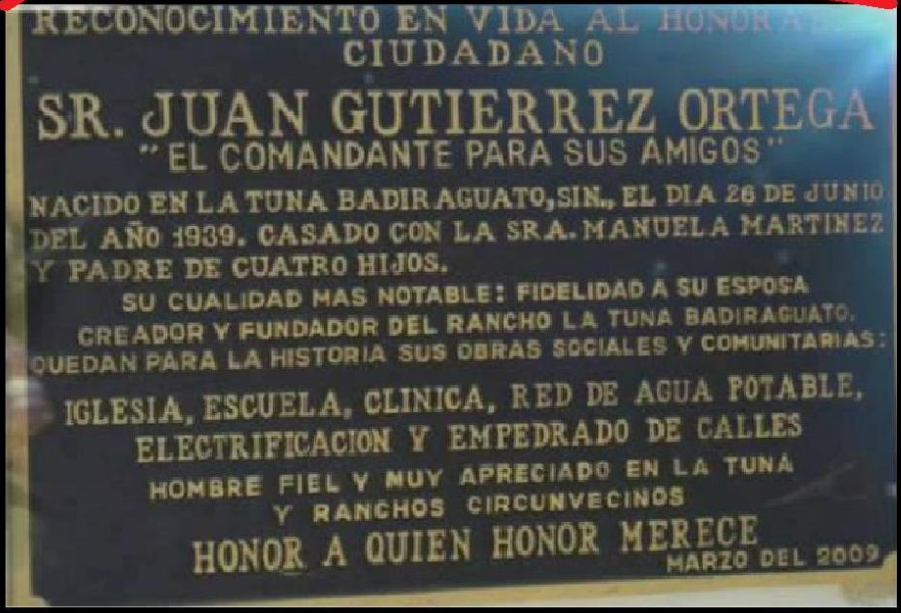 RECONOCIMIENTO EN VIDA AL HONORABLE
CIUDADANO
SR. JUAN GUTIERREZ ORTEGA
"EL COMANDANTE PARA SUS AMIGOS"
NACIDO EN LA TUNA BADIRAGUATO, SIN., EL DIA 26 DE JUNIO
DEL AÑO 1939. CASADO CON LA SRA. MANUELA MARTINEZ
Y PADRE DE CUATRO HIJOS.
SU CUALIDAD MAS NOTABLE: FIDELIDAD A SU ESPOSA
CREADOR Y FUNDADOR DEL RANCHO LA TUNA BADIRAGUATO.
QUEDAN PARA LA HISTORIA SUS OBRAS SOCIALES Y COMUNITARIAS:
IGLESIA, ESCUELA, CLINICA, RED DE AGUA POTABLE,
ELECTRIFICACION Y EMPEDRADO DE CALLES
HOMBRE FIEL Y MUY APRECIADO EN LA TUNA
Y RANCHOS CIRCUNVECINOS
HONOR A QUIEN HONOR MERECE
MARZO DEL 2009